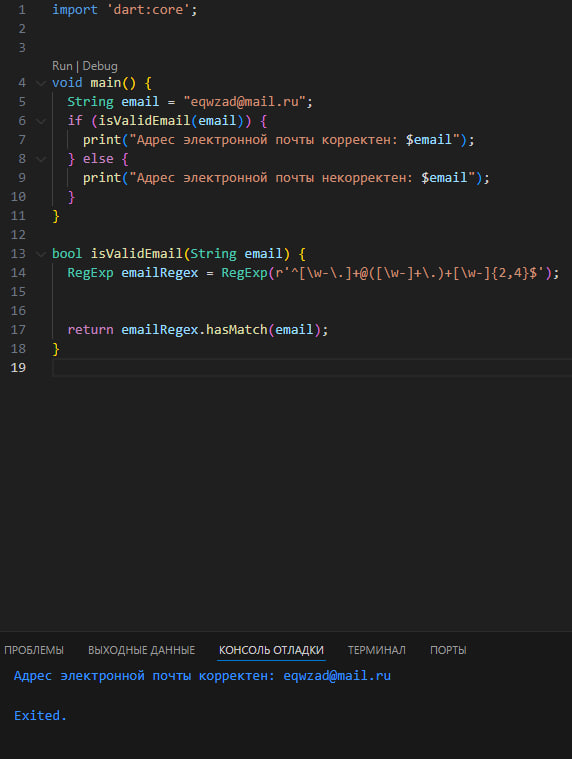 1 import 'dart:core';
2
3
Run | Debug
4 void main() {
5 String email = "eqwzad@mail.ru";
6 if (isValidEmail(email)) {
7 print("Адрес электронной почты корректен: $email");
8 } else {
9 print("Адрес электронной почты некорректен: $email");
10 }
11 }
12
13 bool isValidEmail(String email) {
14 RegExp emailRegex = RegExp(r'^[\w-\.]+@([\w-]+\.)+[\w-]{2,4}$');
15
16
17 return emailRegex.hasMatch(email);
18 }
19
ПРОБЛЕМЫ ВЫХОДНЫЕ ДАННЫЕ КОНСОЛЬ ОТЛАДКИ ТЕРМИНАЛ ПОРТЫ
Адрес электронной почты корректен: eqwzad@mail.ru
Exited.